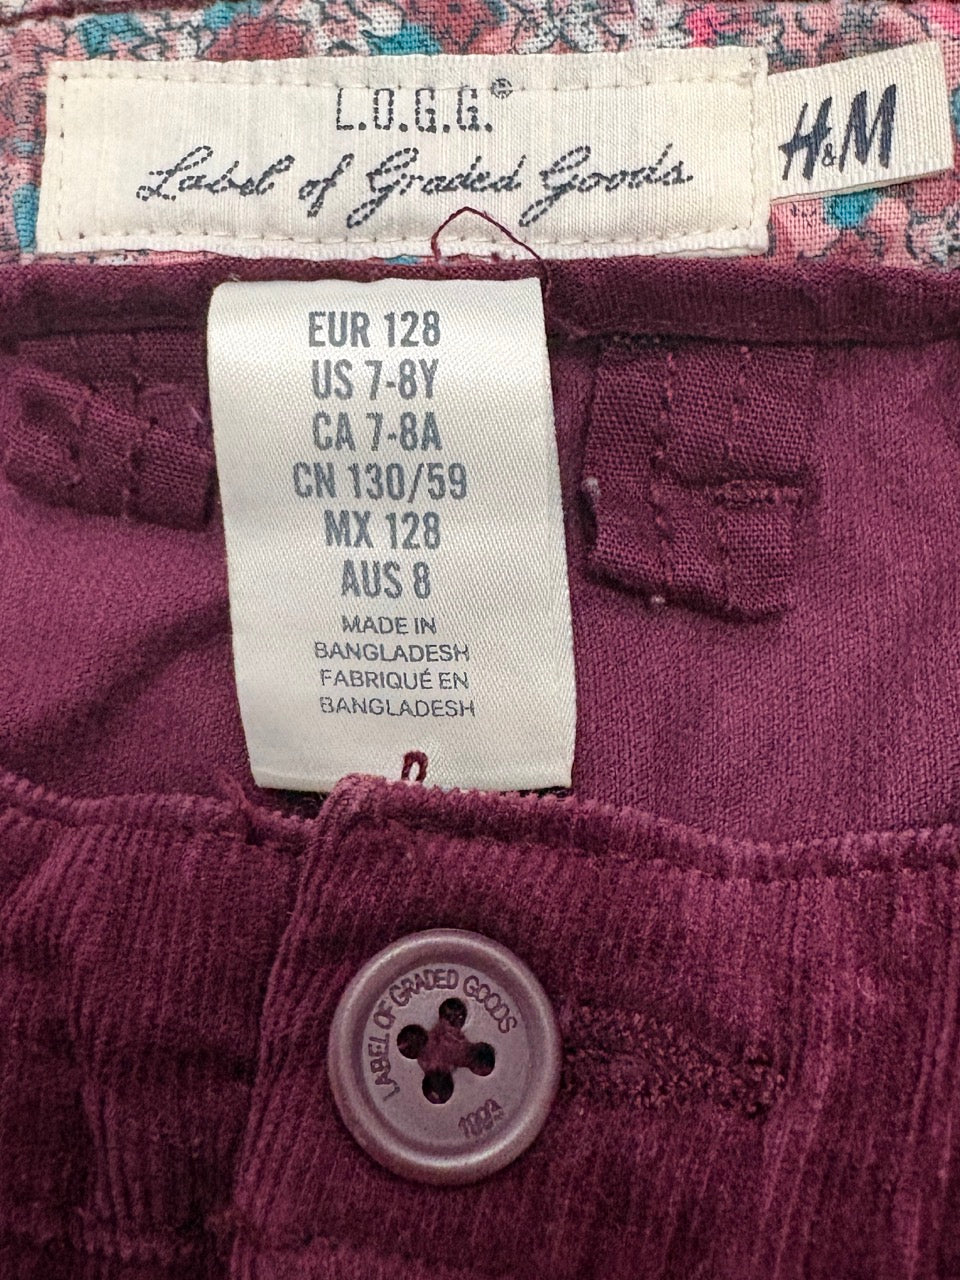 L.O.G.G.®
Label of Graded Goods
H&M
EUR 128
US 7-8Y
CA 7-8A
CN 130/59
MX 128
AUS 8
MADE IN
BANGLADESH
FABRIQUÉ EN
BANGLADESH
LABEL OF GRADED GOODS